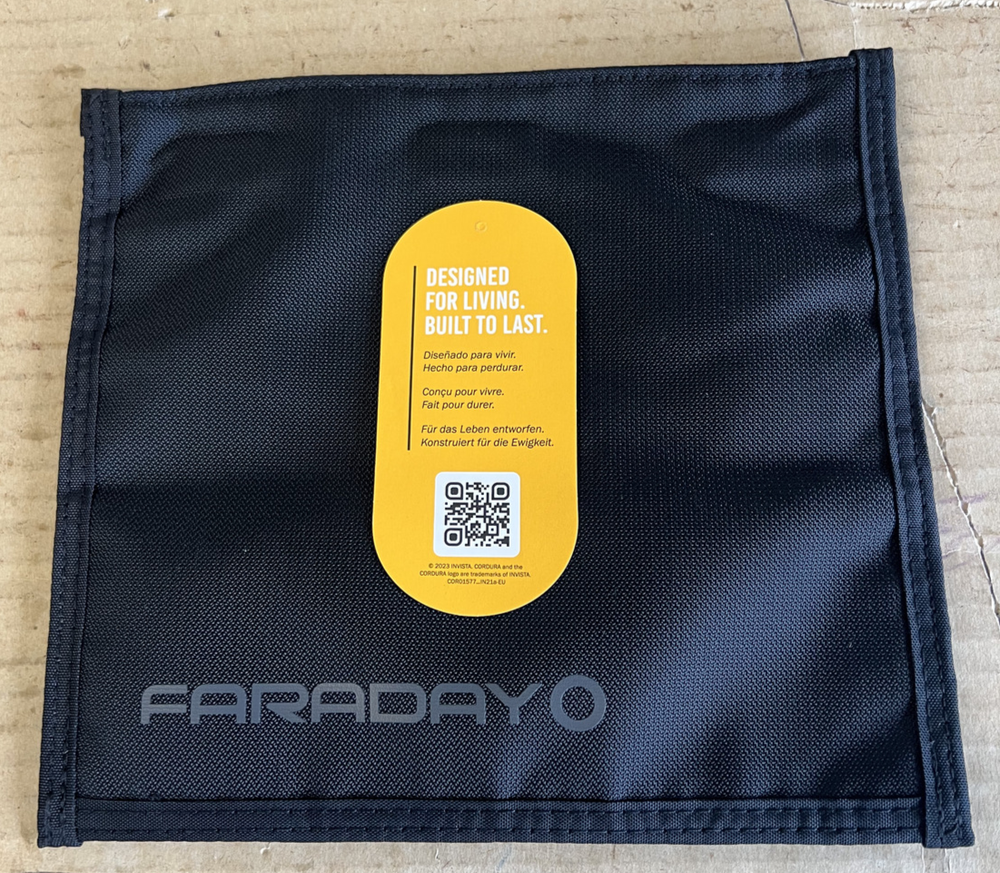 DESIGNED
FOR LIVING.
BUILT TO LAST.
Diseñado para vivir.
Hecho para perdurar.
Conçu pour vivre.
Fait pour durer.
Für das Leben entworfen.
Konstruiert für die Ewigkeit.
© 2023 INVISTA. CORDURA and the
CORDURA logo are trademarks of INVISTA.
COR01577_IN21a-EU
FARADAY